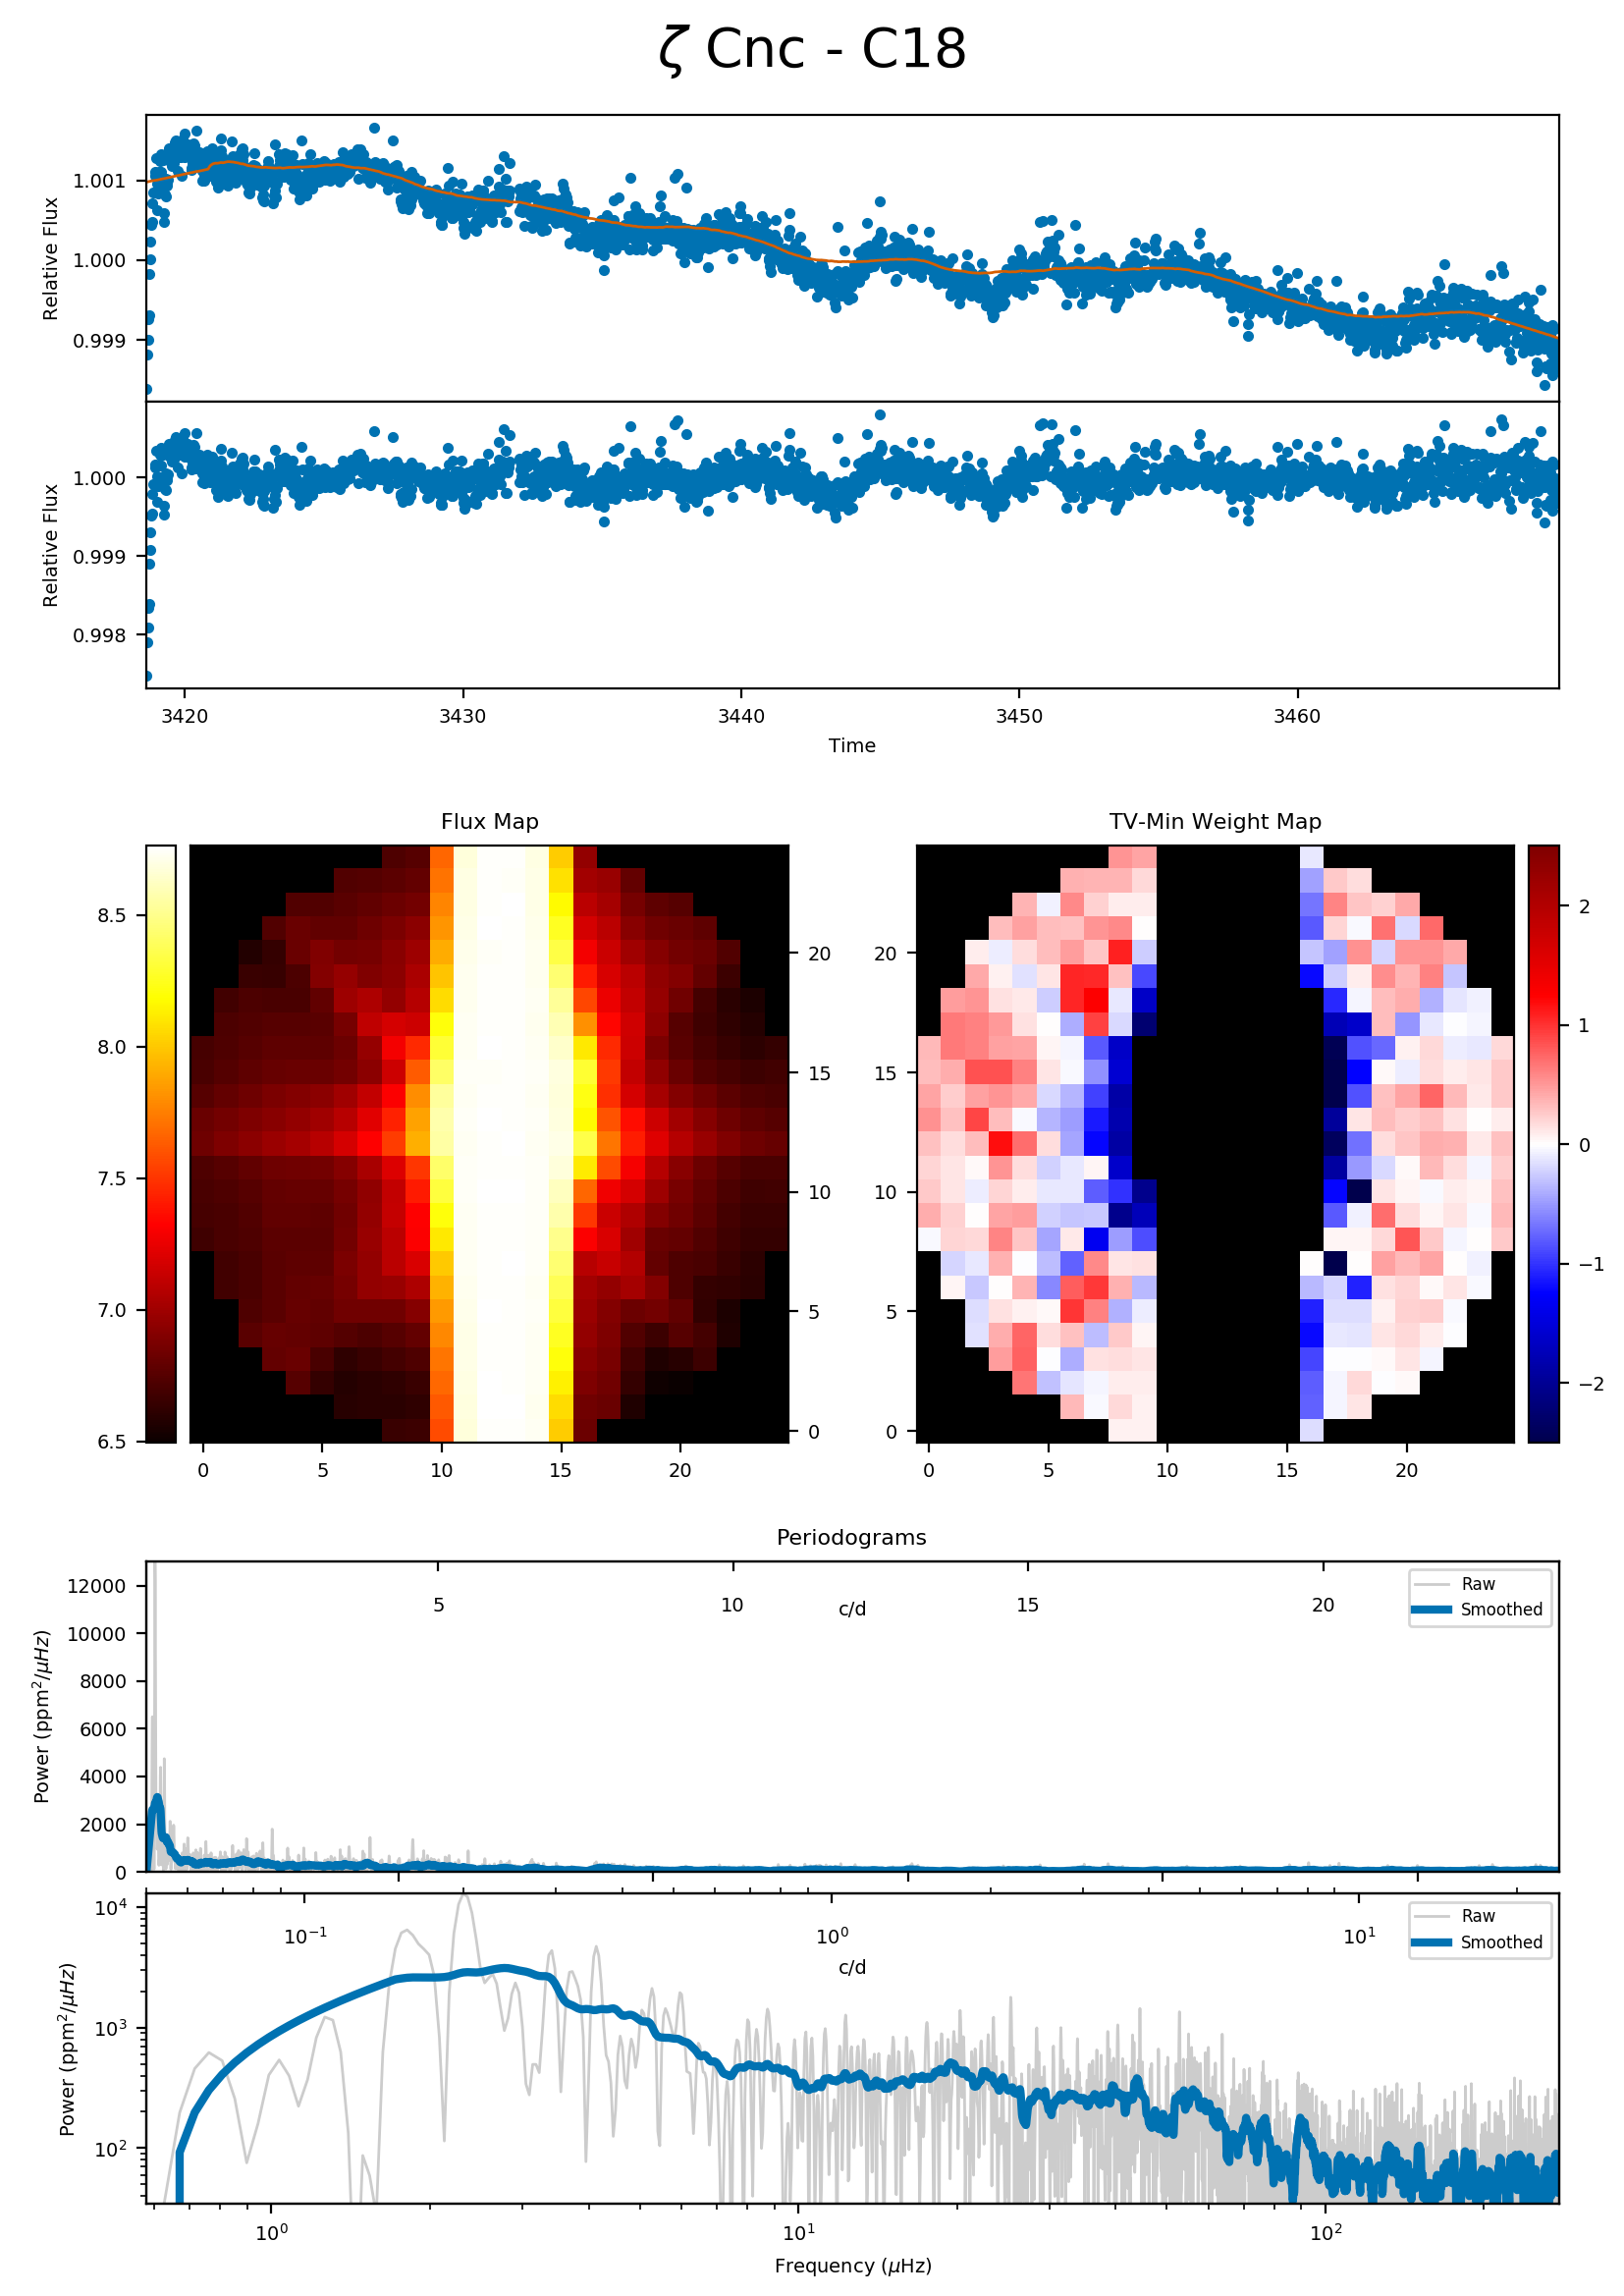 ζ Cnc - C18
1.001
1.000
0.999
Relative Flux
1.000
0.999
0.998
Relative Flux
3420 3430 3440 3450 3460
Time
Flux Map
TV-Min Weight Map
8.5
8.0
7.5
7.0
6.5
20
15
10
5
0
0 5 10 15 20
20
15
10
5
0
0 5 10 15 20
2
1
0
−1
−2
Periodograms
12000
10000
8000
6000
4000
2000
0
Power (ppm²/μHz)
5 10 15 20
c/d
Raw
Smoothed
10⁴
10³
10²
Power (ppm²/μHz)
10⁻¹ 10⁰ 10¹
c/d
Raw
Smoothed
10⁰ 10¹ 10²
Frequency (μHz)